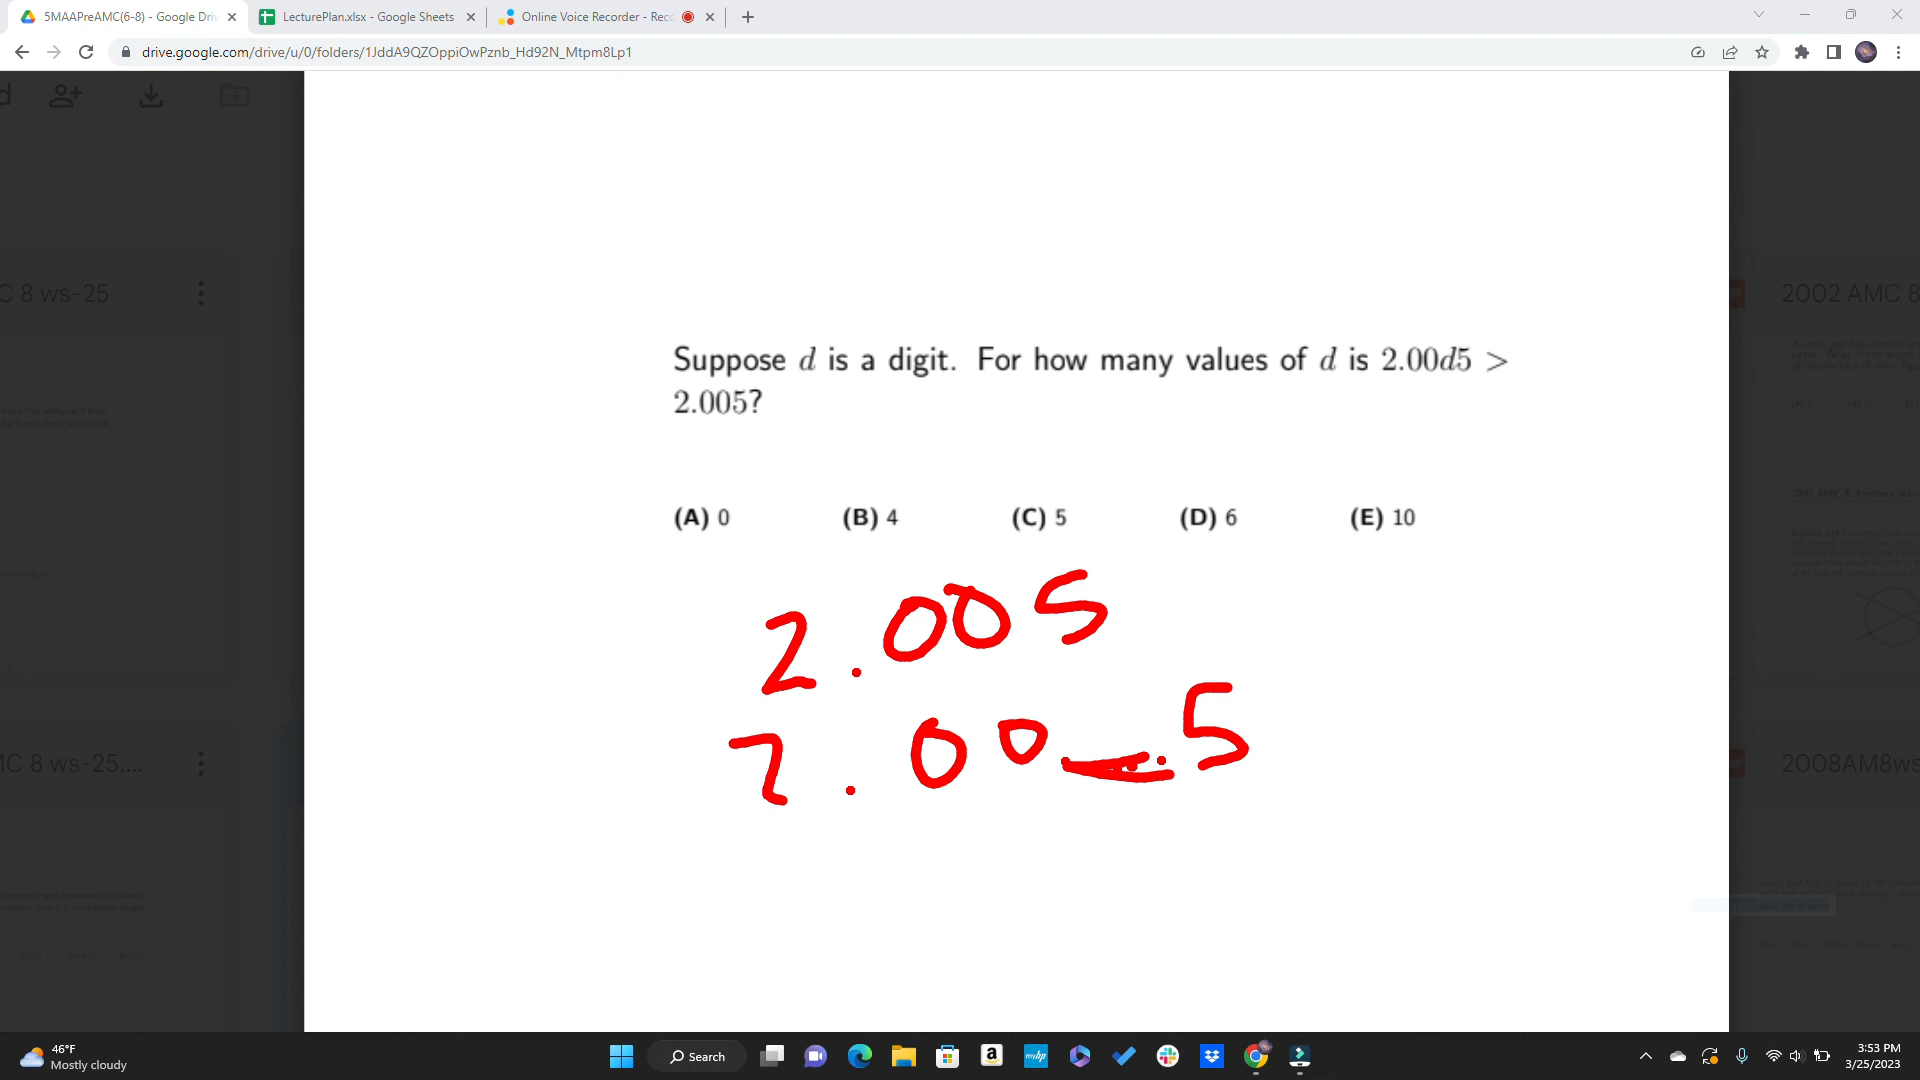 5MAAPreAMC(6-8) - Google Dri
LecturePlan.xlsx - Google Sheets
Online Voice Recorder - Rec
drive.google.com/drive/u/0/folders/1JddA9QZOppiOwPznb_Hd92N_Mtpm8Lp1
d
C 8 ws-25
2002 AMC 8
Suppose d is a digit. For how many values of d is 2.00d5 >
2.005?
(A) 0 (B) 4 (C) 5 (D) 6 (E) 10
2.005
2.00__5
MC 8 ws-25....
2008AM8ws
46°F
Mostly cloudy
Search
a
myhp
3:53 PM
3/25/2023